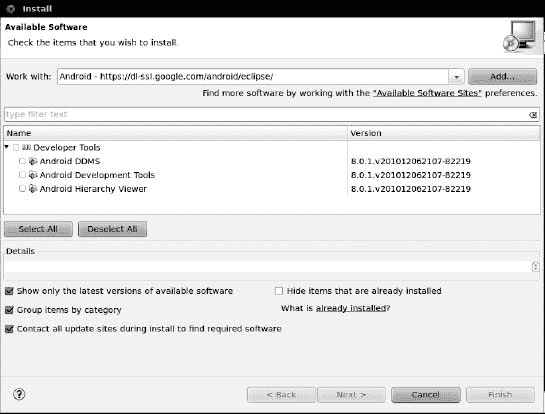 Install
Available Software
Check the items that you wish to install.
Work with: Android - https://dl-ssl.google.com/android/eclipse/ Add...
Find more software by working with the "Available Software Sites" preferences.
type filter text
Name Version
Developer Tools
Android DDMS 8.0.1.v201012062107-82219
Android Development Tools 8.0.1.v201012062107-82219
Android Hierarchy Viewer 8.0.1.v201012062107-82219
Select All Deselect All
Details
Show only the latest versions of available software Hide items that are already installed
Group items by category What is already installed?
Contact all update sites during install to find required software
? < Back Next > Cancel Finish